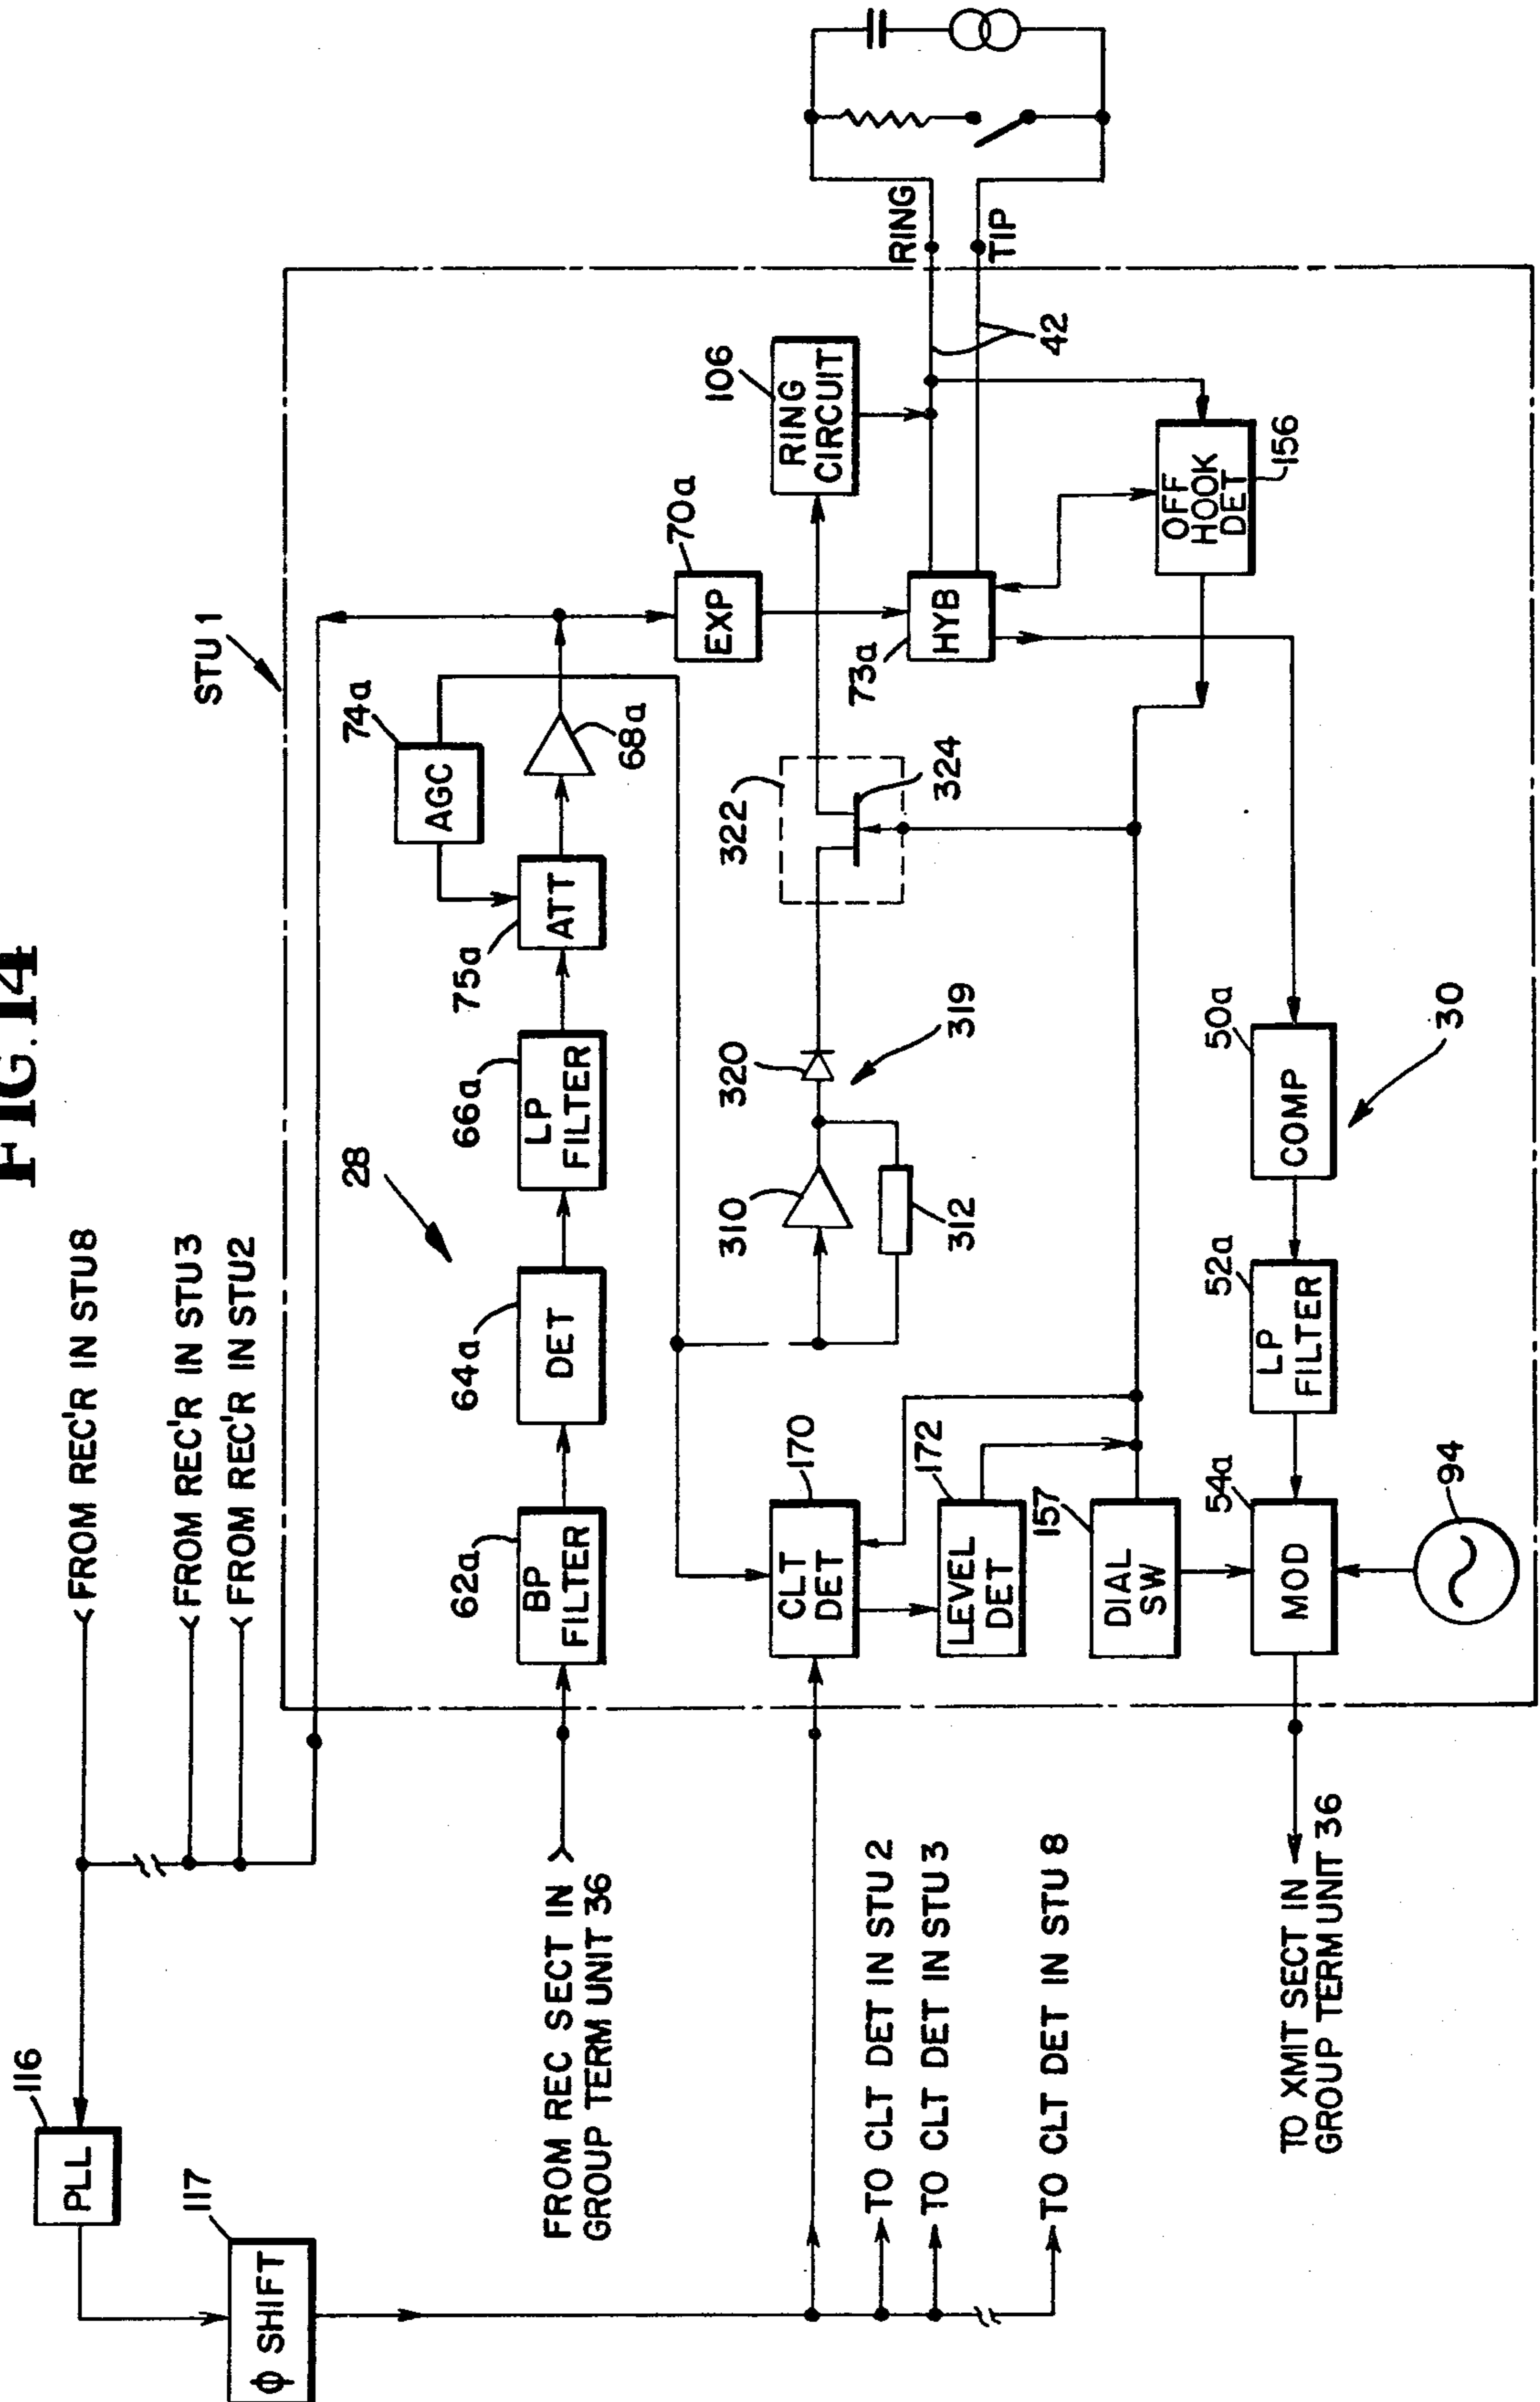 FIG. 14
116
PLL
117
Φ SHIFT
FROM REC'R IN STU8
FROM REC'R IN STU3
FROM REC'R IN STU2
STU 1
28
74a
AGC
FROM REC SECT IN
GROUP TERM UNIT 36
62a
BP
FILTER
64a
DET
66a
LP
FILTER
75a
ATT
68a
70a
EXP
106
RING
CIRCUIT
RING
TIP
42
310
312
320
319
322
324
73a
HYB
OFF
HOOK
DET
156
170
CLT
DET
172
LEVEL
DET
157
DIAL
SW
TO CLT DET IN STU 2
TO CLT DET IN STU 3
TO CLT DET IN STU 8
TO XMIT SECT IN
GROUP TERM UNIT 36
54a
MOD
52a
LP
FILTER
50a
COMP
30
94